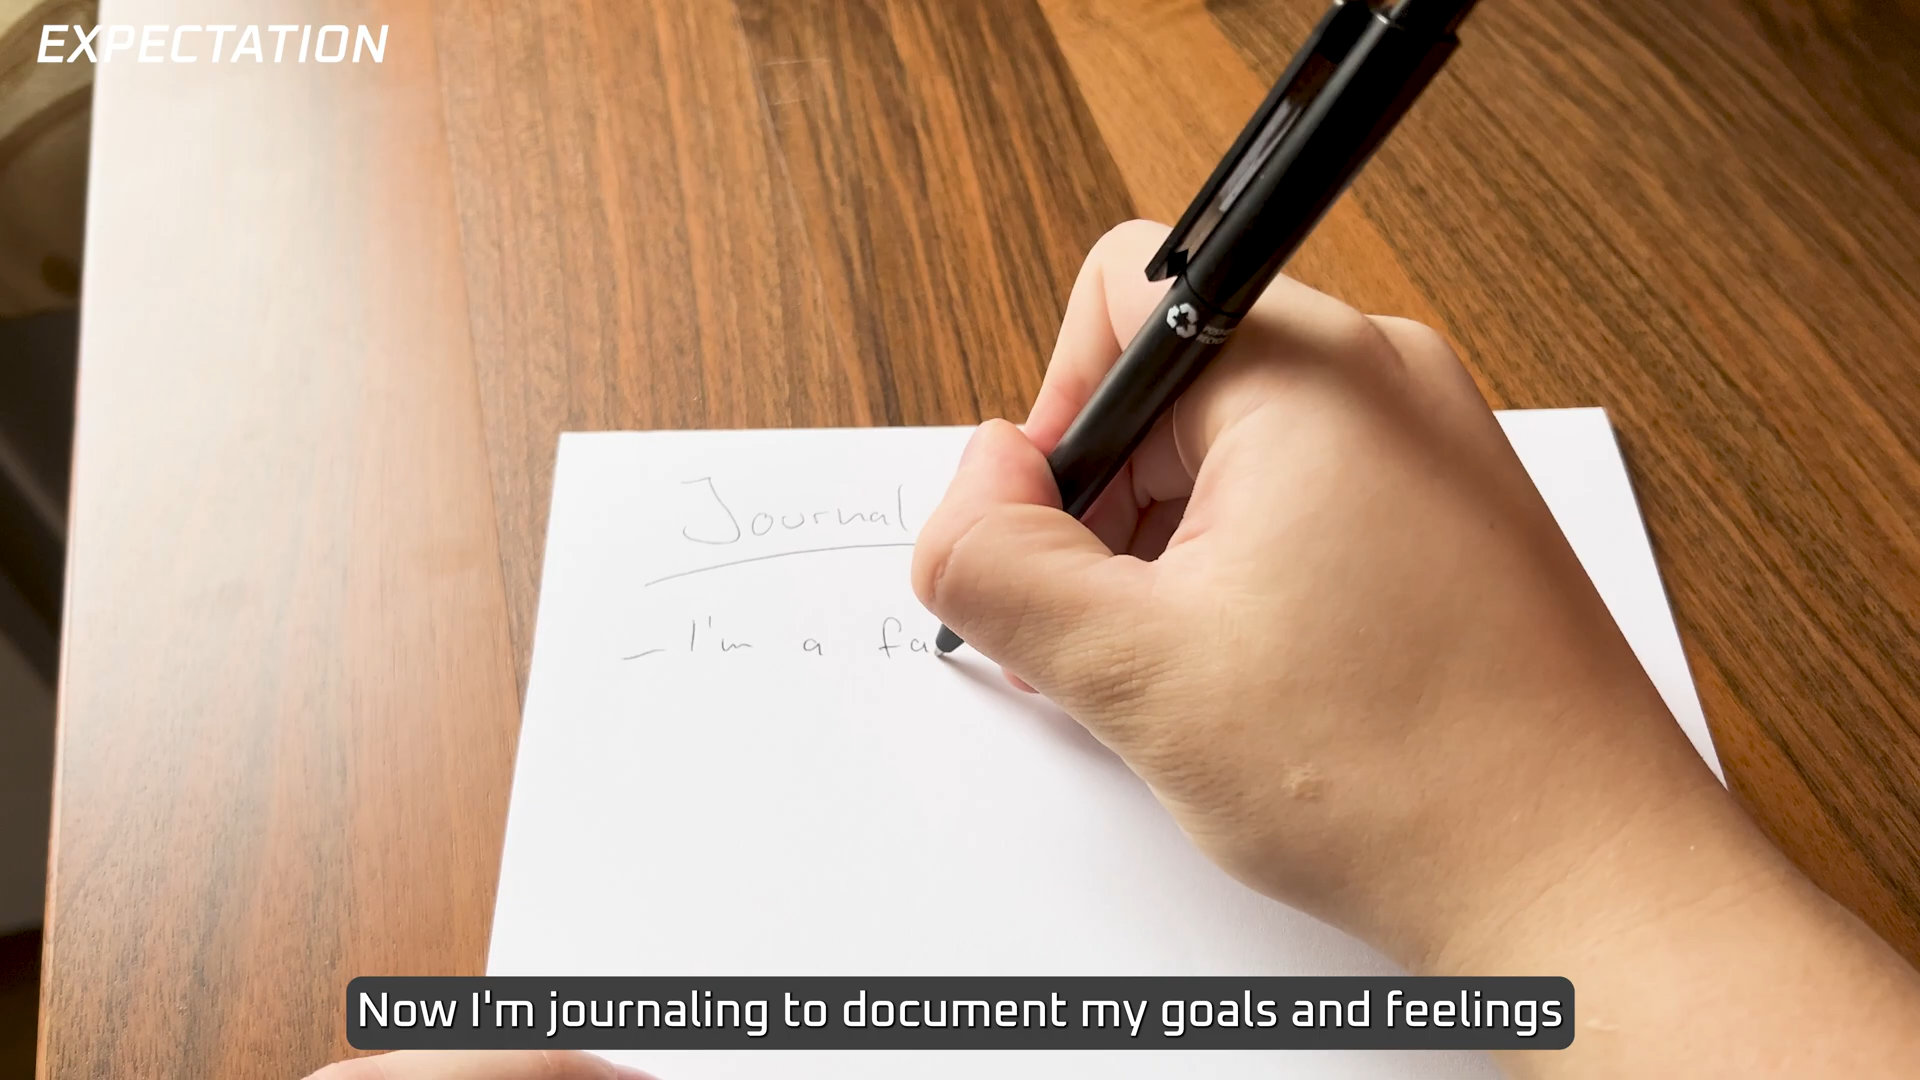 EXPECTATION
Journal
- I'm a fa
Now I'm journaling to document my goals and feelings